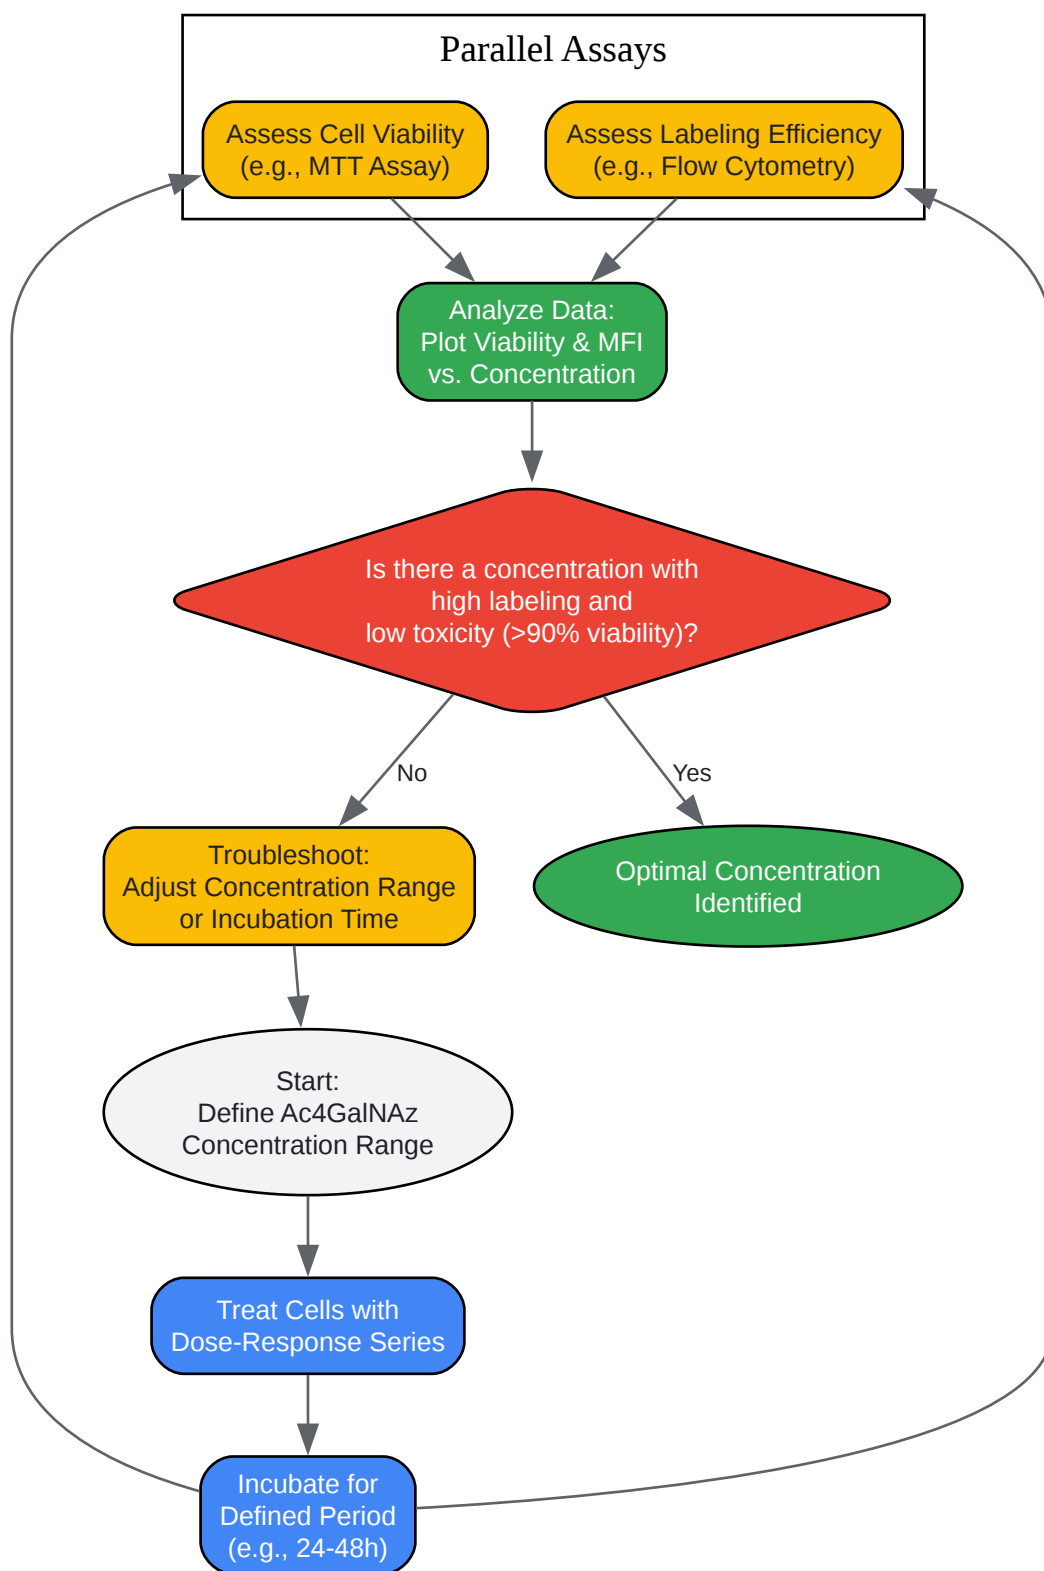 Parallel Assays
Assess Cell Viability
(e.g., MTT Assay)
Assess Labeling Efficiency
(e.g., Flow Cytometry)
Analyze Data:
Plot Viability & MFI
vs. Concentration
Is there a concentration with
high labeling and
low toxicity (>90% viability)?
No
Yes
Troubleshoot:
Adjust Concentration Range
or Incubation Time
Optimal Concentration
Identified
Start:
Define Ac4GalNAz
Concentration Range
Treat Cells with
Dose-Response Series
Incubate for
Defined Period
(e.g., 24-48h)